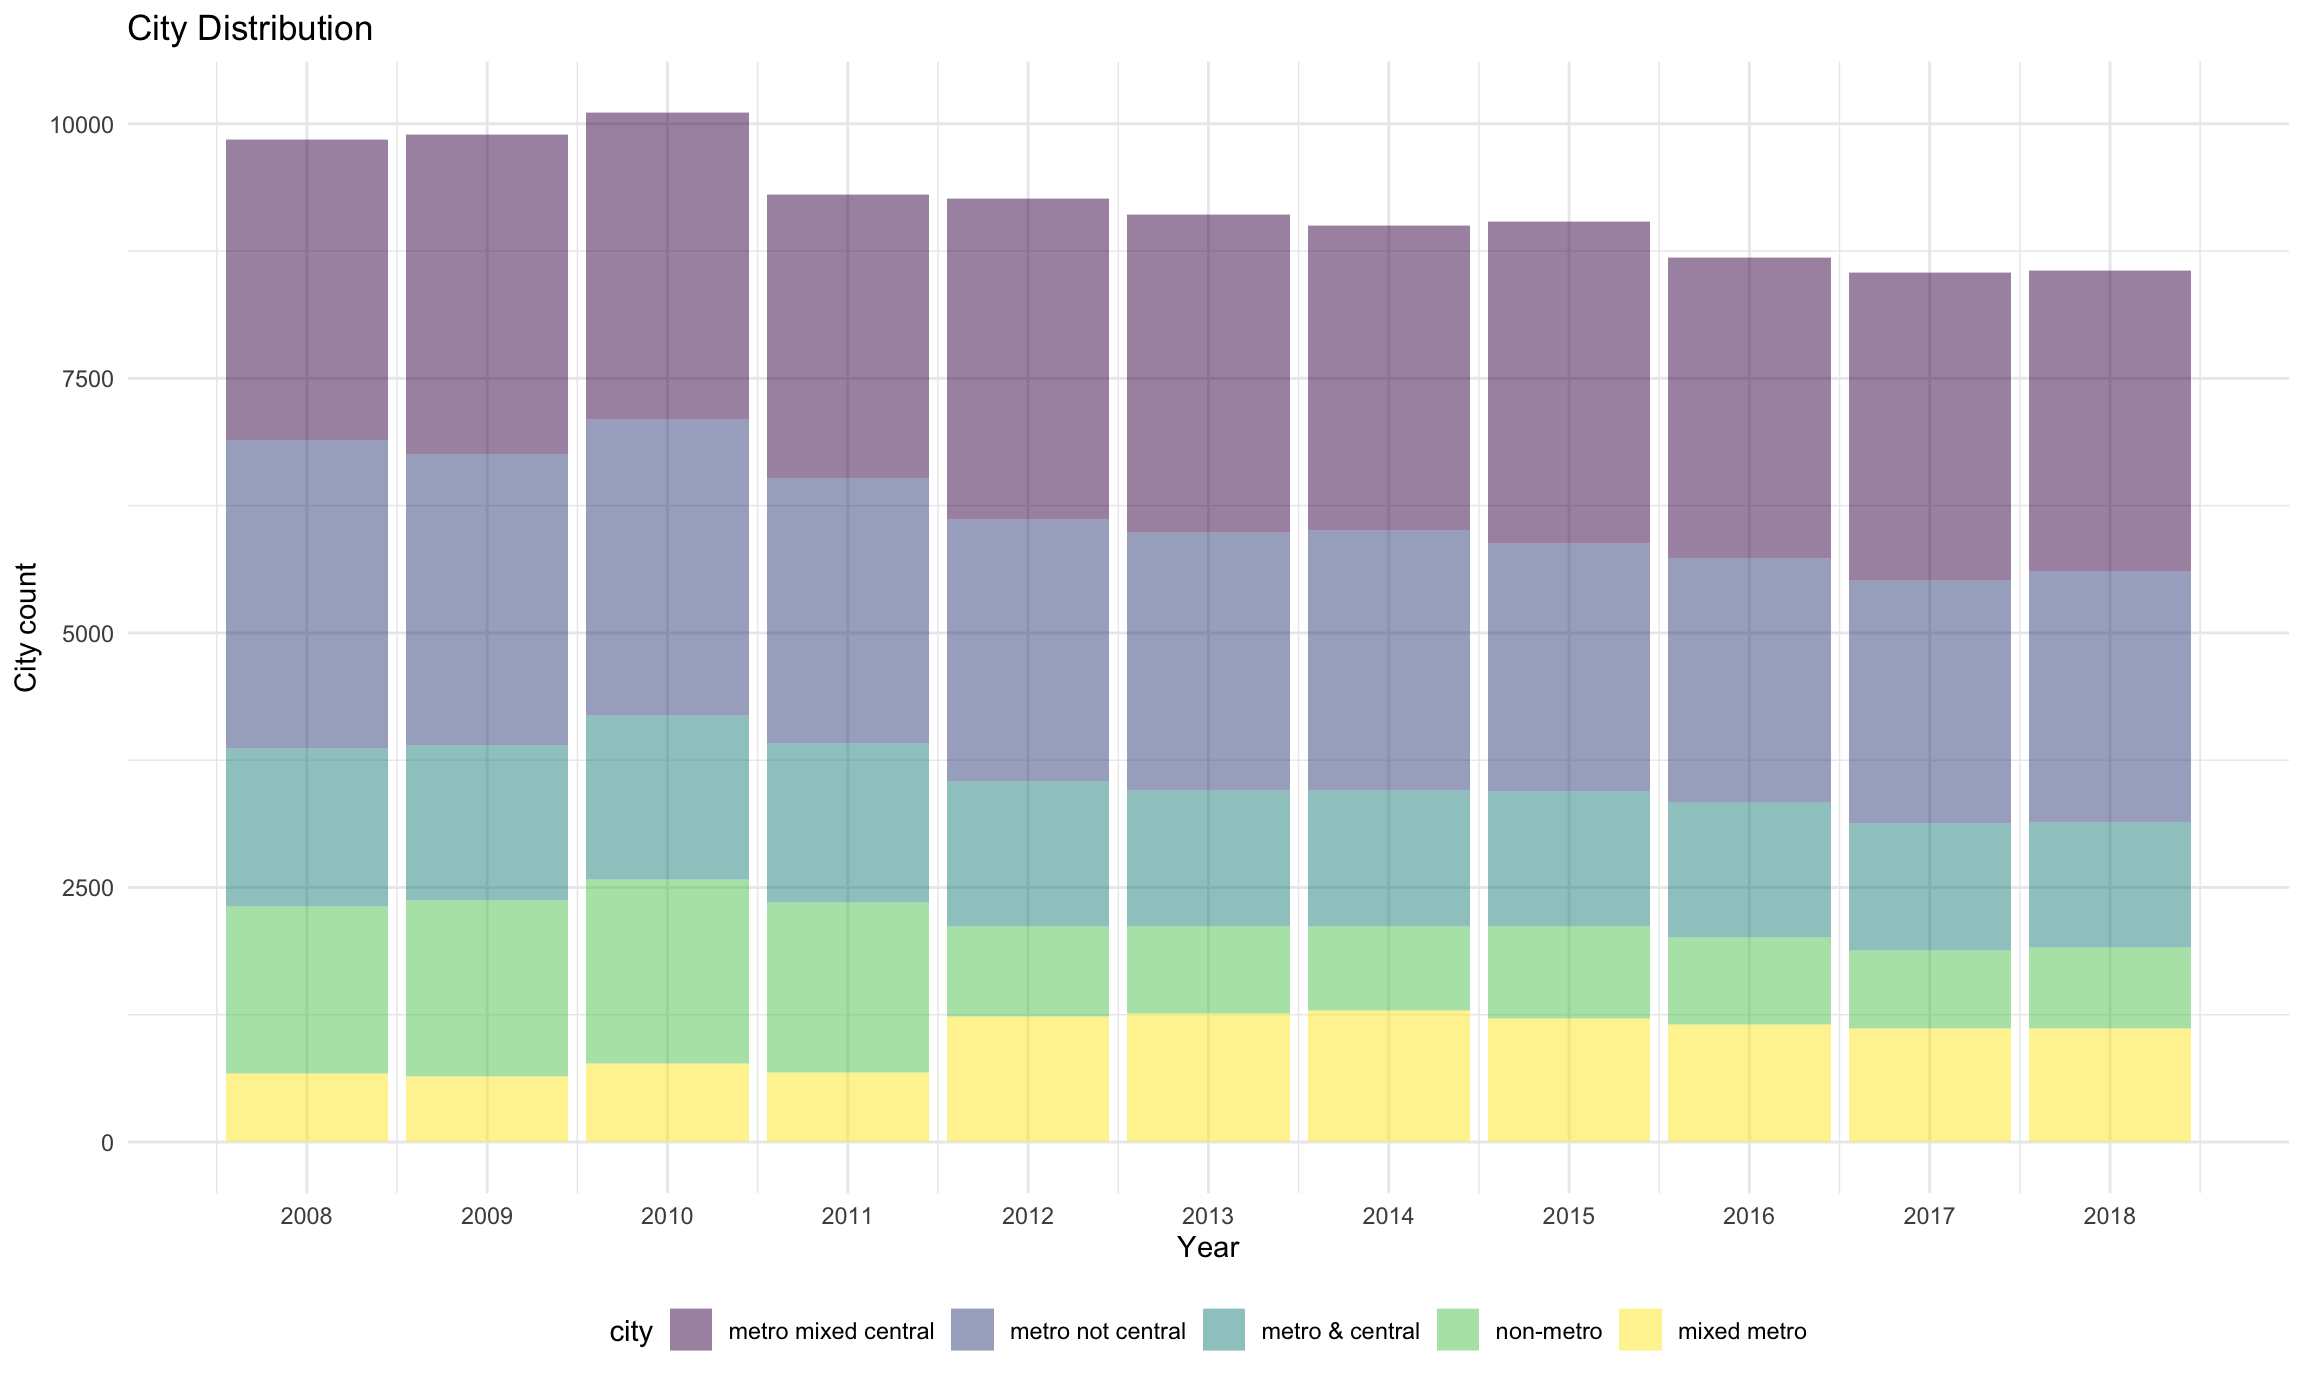 City Distribution
10000
7500
5000
2500
0
City count
2008 2009 2010 2011 2012 2013 2014 2015 2016 2017 2018
Year
city metro mixed central metro not central metro & central non-metro mixed metro